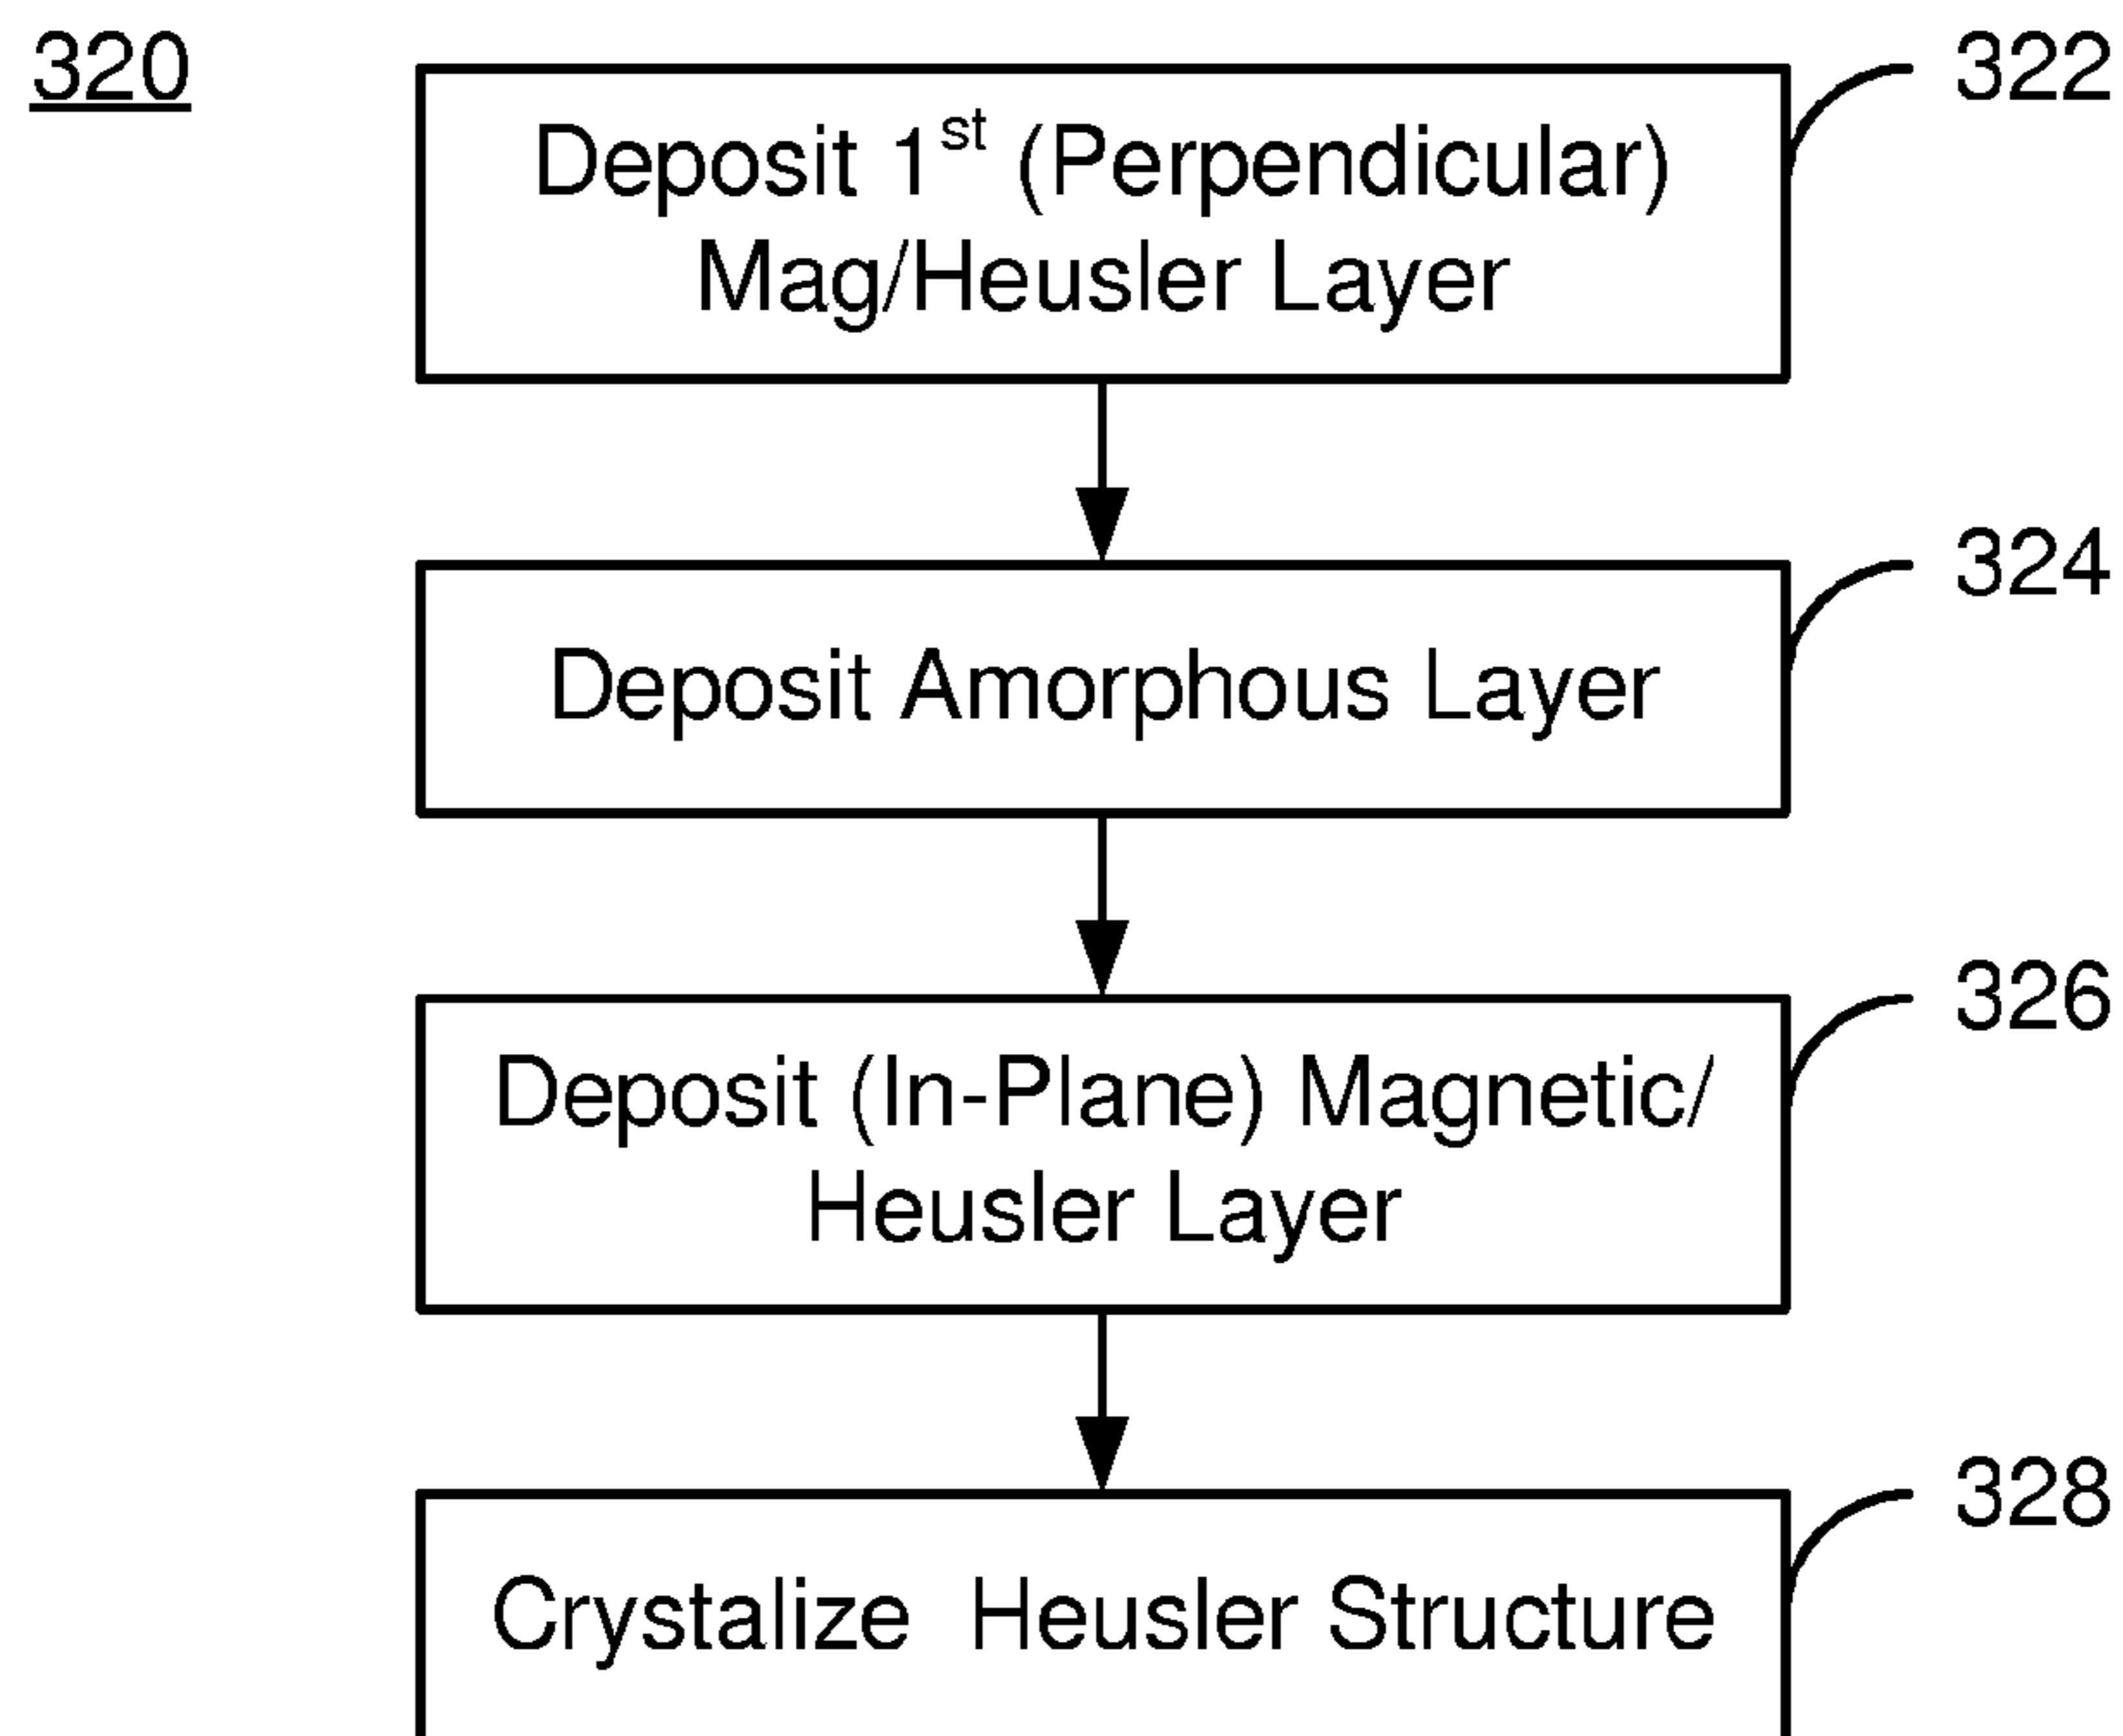 320
322
Deposit 1st (Perpendicular)
Mag/Heusler Layer
324
Deposit Amorphous Layer
326
Deposit (In-Plane) Magnetic/
Heusler Layer
328
Crystalize Heusler Structure